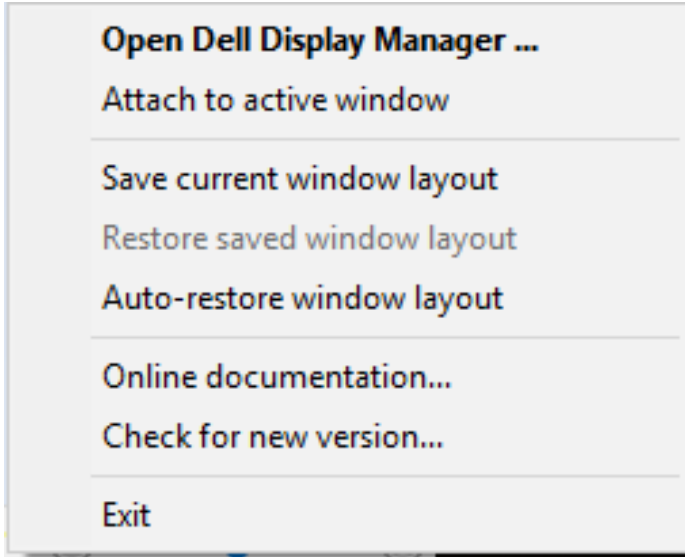 Open Dell Display Manager ...
Attach to active window
Save current window layout
Restore saved window layout
Auto-restore window layout
Online documentation...
Check for new version...
Exit